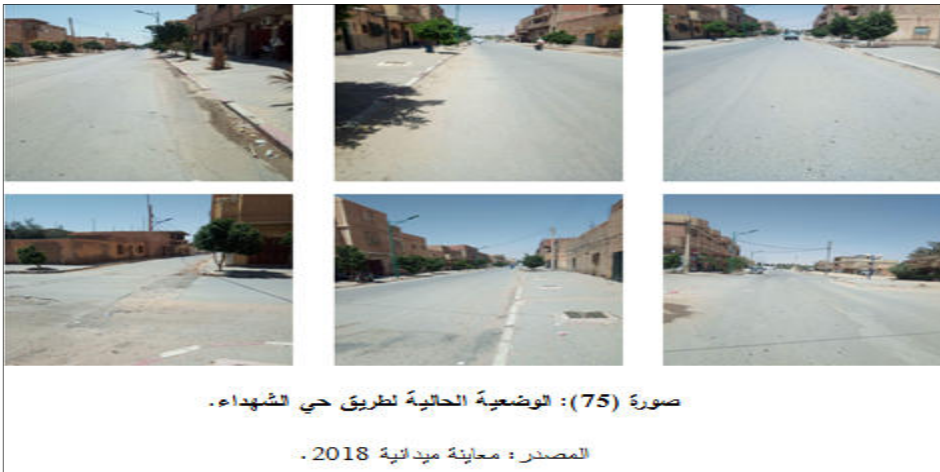 صورة (75): الوضعية الحالية لطريق حي الشهداء.
المصدر: معاينة ميدانية 2018.